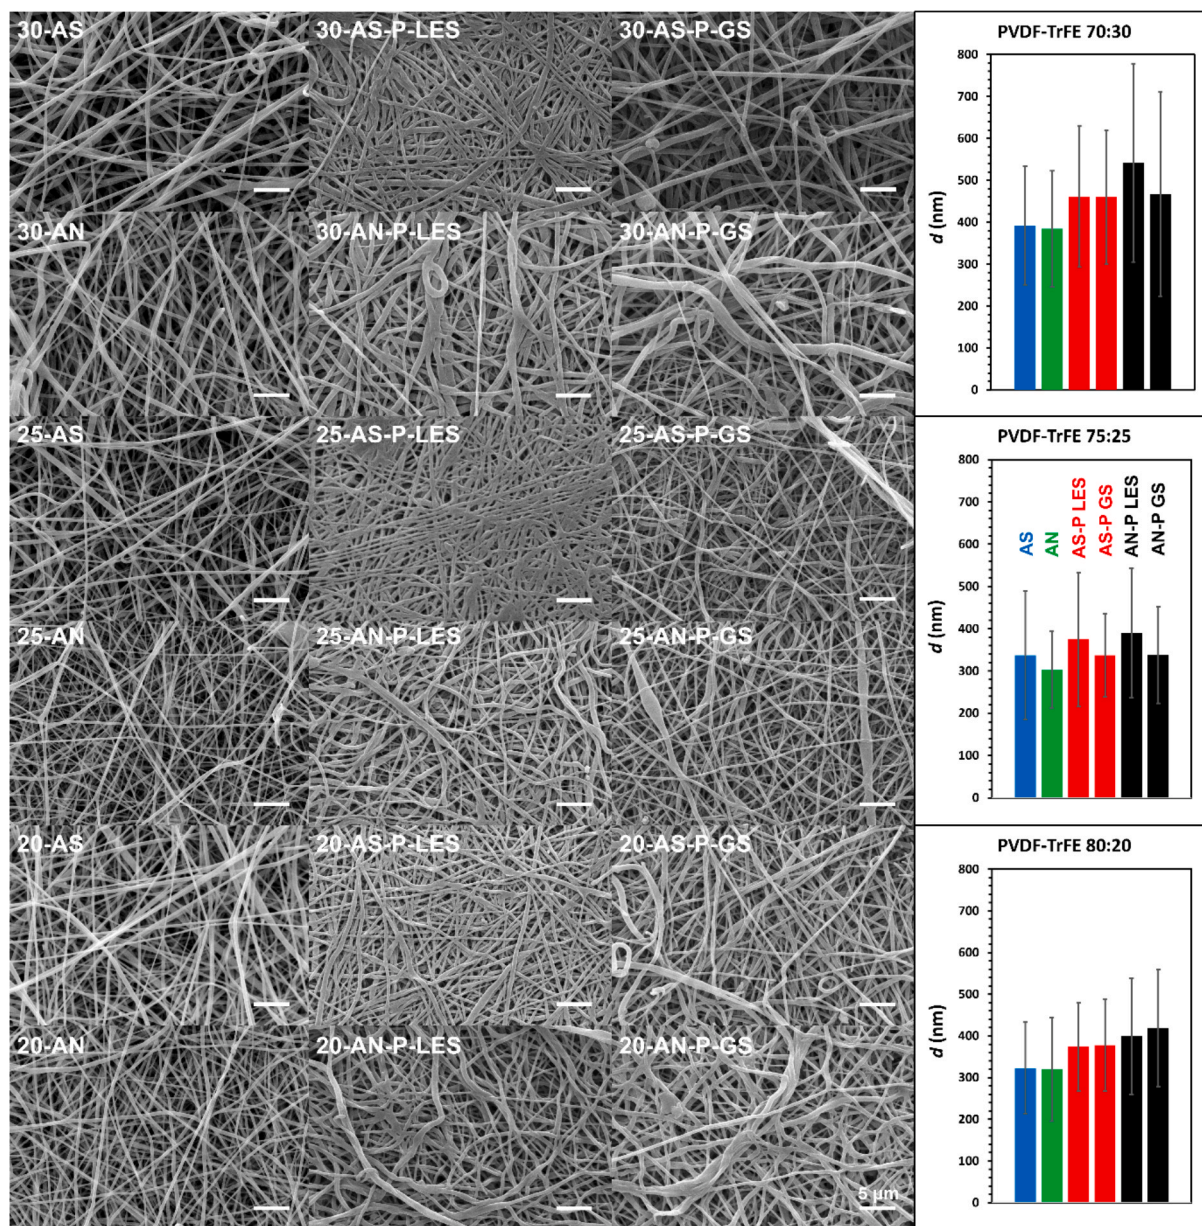 30-AS
30-AS-P-LES
30-AS-P-GS
30-AN
30-AN-P-LES
30-AN-P-GS
25-AS
25-AS-P-LES
25-AS-P-GS
25-AN
25-AN-P-LES
25-AN-P-GS
20-AS
20-AS-P-LES
20-AS-P-GS
20-AN
20-AN-P-LES
20-AN-P-GS
5 µm
PVDF-TrFE 70:30
800
700
600
500
400
300
200
100
0
d (nm)
PVDF-TrFE 75:25
800
700
600
500
400
300
200
100
0
d (nm)
AS
AN
AS-P LES
AS-P GS
AN-P LES
AN-P GS
PVDF-TrFE 80:20
800
700
600
500
400
300
200
100
0
d (nm)